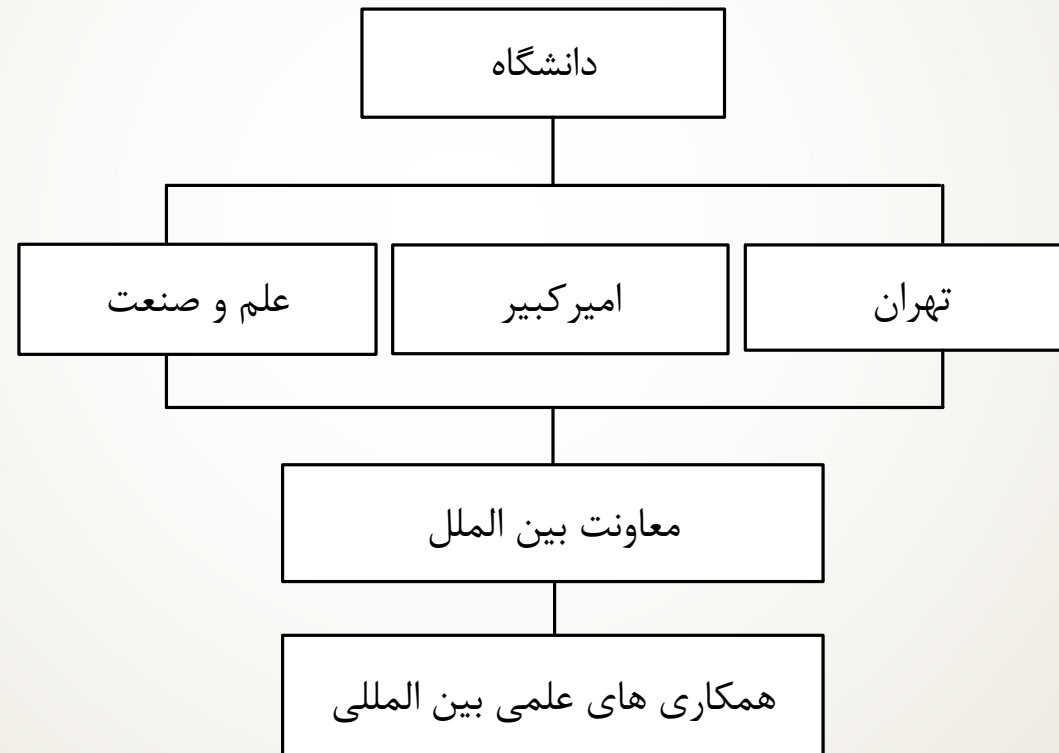 دانشگاه
تهران
امیرکبیر
علم و صنعت
معاونت بین الملل
همکاری های علمی بین المللی